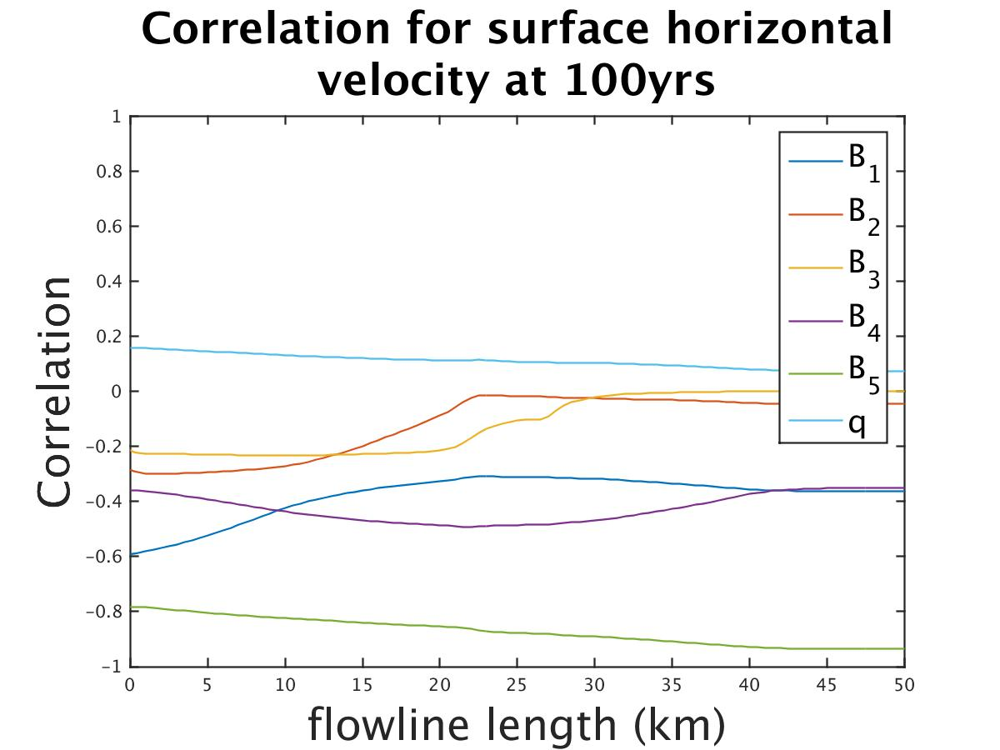 Correlation for surface horizontal
velocity at 100yrs
Correlation
1
0.8
0.6
0.4
0.2
0
−0.2
−0.4
−0.6
−0.8
−1
0 5 10 15 20 25 30 35 40 45 50
flowline length (km)
B1
B2
B3
B4
B5
q